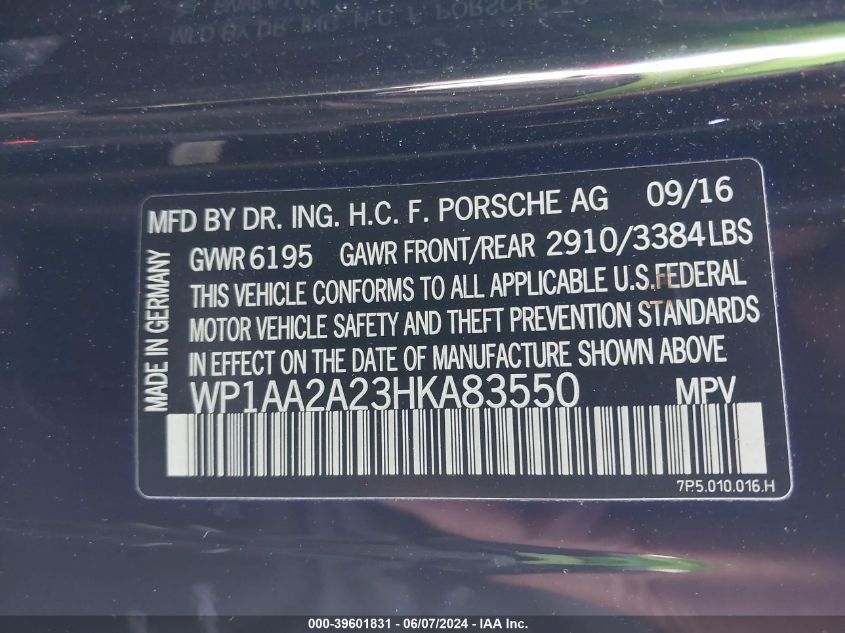 MFD BY DR. ING. H.C. F. PORSCHE AG 09/16
GVWR 6195 GAWR FRONT/REAR 2910/3384 LBS
THIS VEHICLE CONFORMS TO ALL APPLICABLE U.S.FEDERAL
MOTOR VEHICLE SAFETY AND THEFT PREVENTION STANDARDS
IN EFFECT ON THE DATE OF MANUFACTURE SHOWN ABOVE
WP1AA2A23HKA83550 MPV
MADE IN GERMANY
7P5.010.016.H
000-39601831 - 06/07/2024 - IAA Inc.